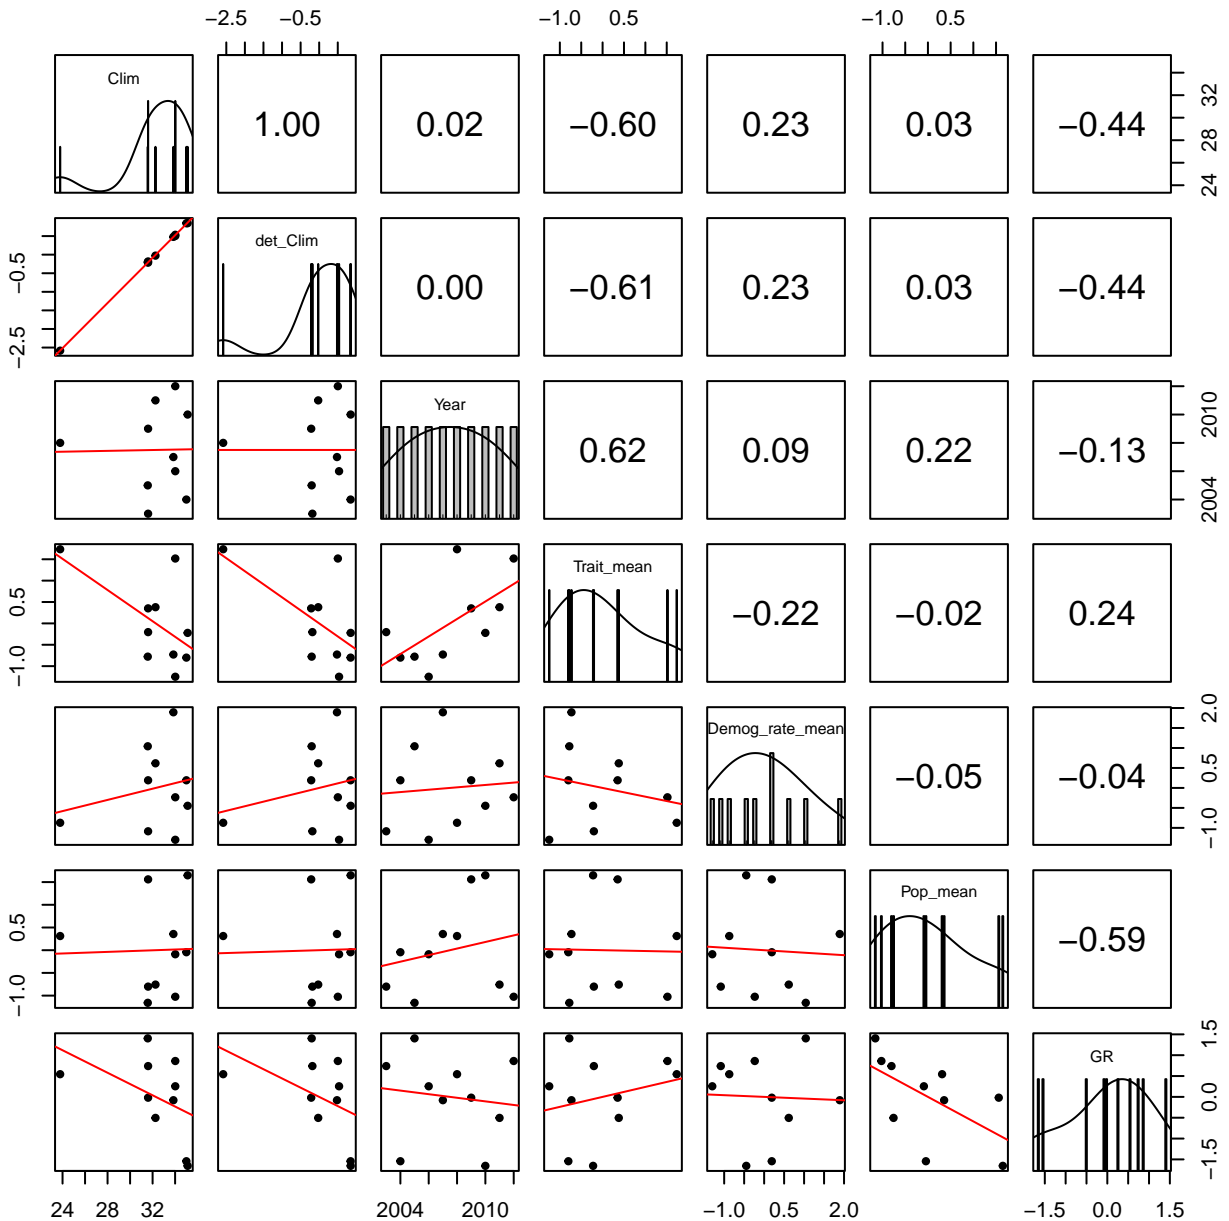 −2.5 −0.5 −1.0 0.5 −1.0 0.5
Clim 1.00 0.02 −0.60 0.23 0.03 −0.44 24 28 32
−2.5 −0.5 det_Clim 0.00 −0.61 0.23 0.03 −0.44
Year 0.62 0.09 0.22 −0.13 2004 2010
−1.0 0.5 Trait_mean −0.22 −0.02 0.24
Demog_rate_mean −0.05 −0.04 −1.0 0.5 2.0
−1.0 0.5 Pop_mean −0.59
GR −1.5 0.0 1.5
24 28 32 2004 2010 −1.0 0.5 2.0 −1.5 0.0 1.5